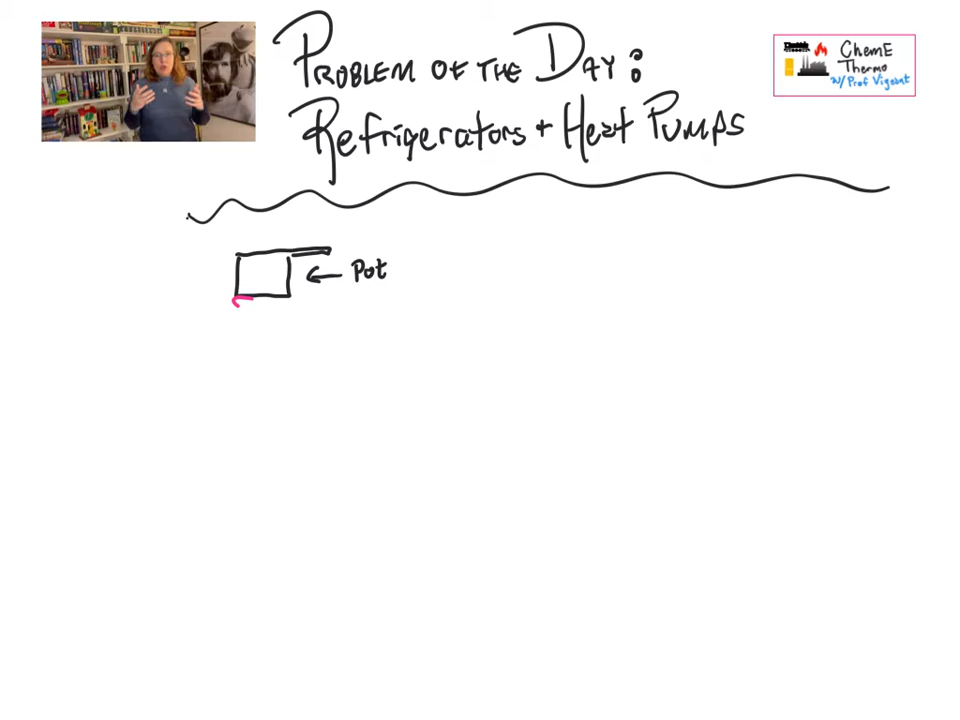 Problem of the Day:
Refrigerators + Heat Pumps
ChemE
Thermo
w/ Prof Vigeant
← Pot